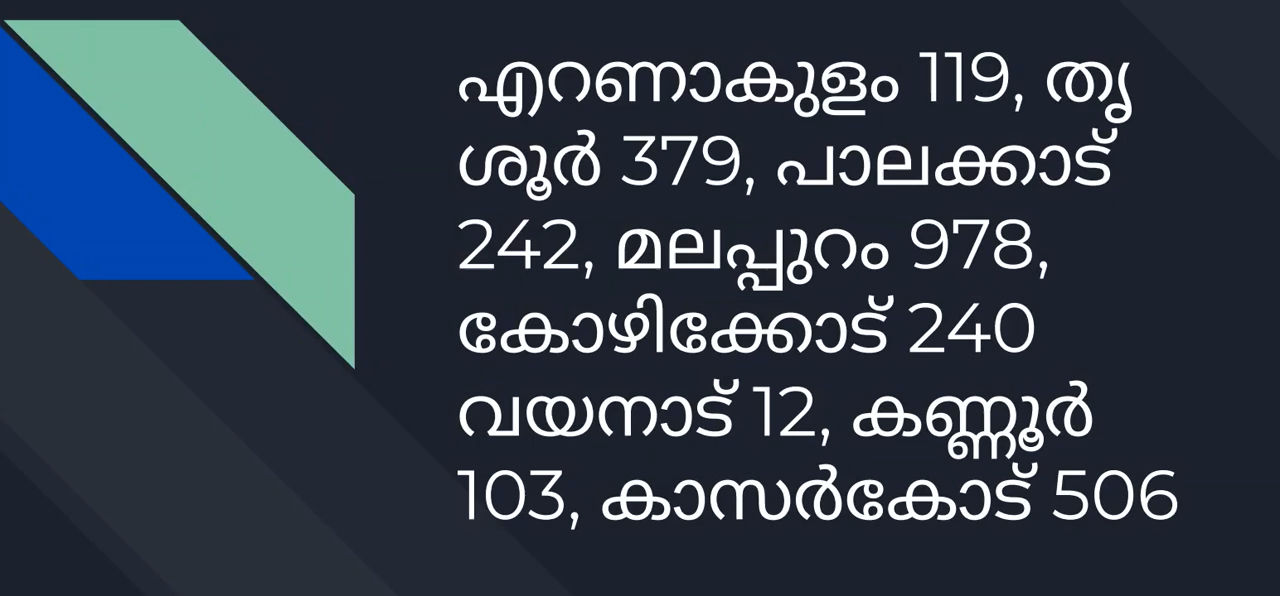 എറണാകുളം 119, തൃ
ശൂർ 379, പാലക്കാട്
242, മലപ്പുറം 978,
കോഴിക്കോട് 240
വയനാട് 12, കണ്ണൂർ
103, കാസർകോട് 506